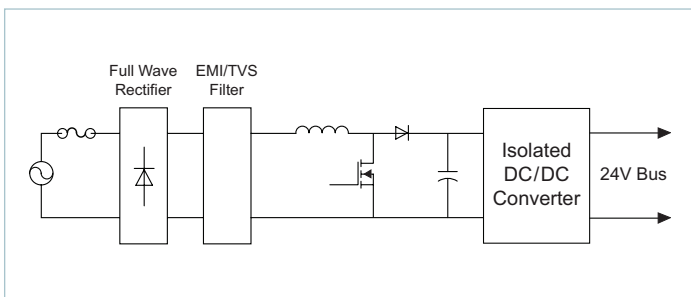 Full Wave
Rectifier
EMI/TVS
Filter
Isolated
DC/DC
Converter
24V Bus